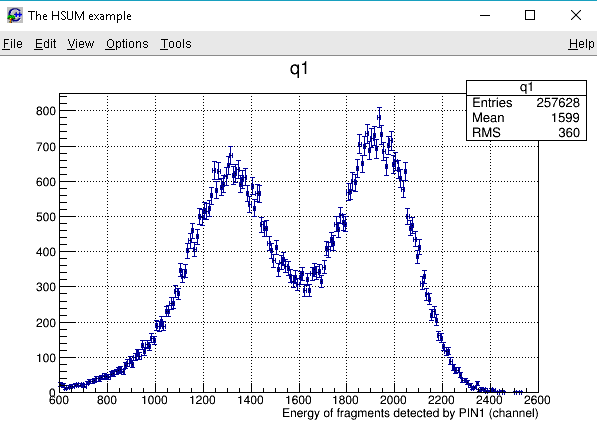 The HSUM example
File Edit View Options Tools Help
q1
q1
Entries 257628
Mean 1599
RMS 360
800
700
600
500
400
300
200
100
0
600 800 1000 1200 1400 1600 1800 2000 2200 2400 2600
Energy of fragments detected by PIN1 (channel)